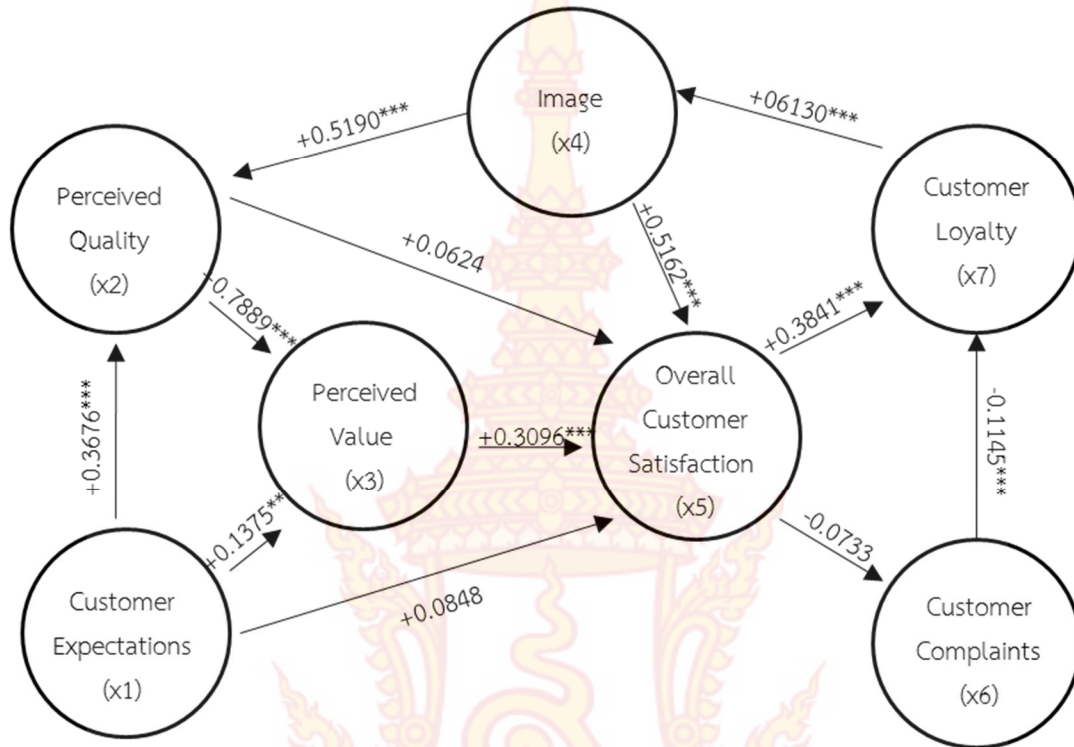 Image
(x4)
+0.5190***
+06130***
Perceived
Quality
(x2)
Customer
Loyalty
(x7)
+0.0624
+0.5162***
+0.7889***
+0.3841***
Perceived
Value
(x3)
Overall
Customer
Satisfaction
(x5)
+0.3096***
+0.3676***
-0.1145***
+0.1375**
-0.0733
+0.0848
Customer
Expectations
(x1)
Customer
Complaints
(x6)